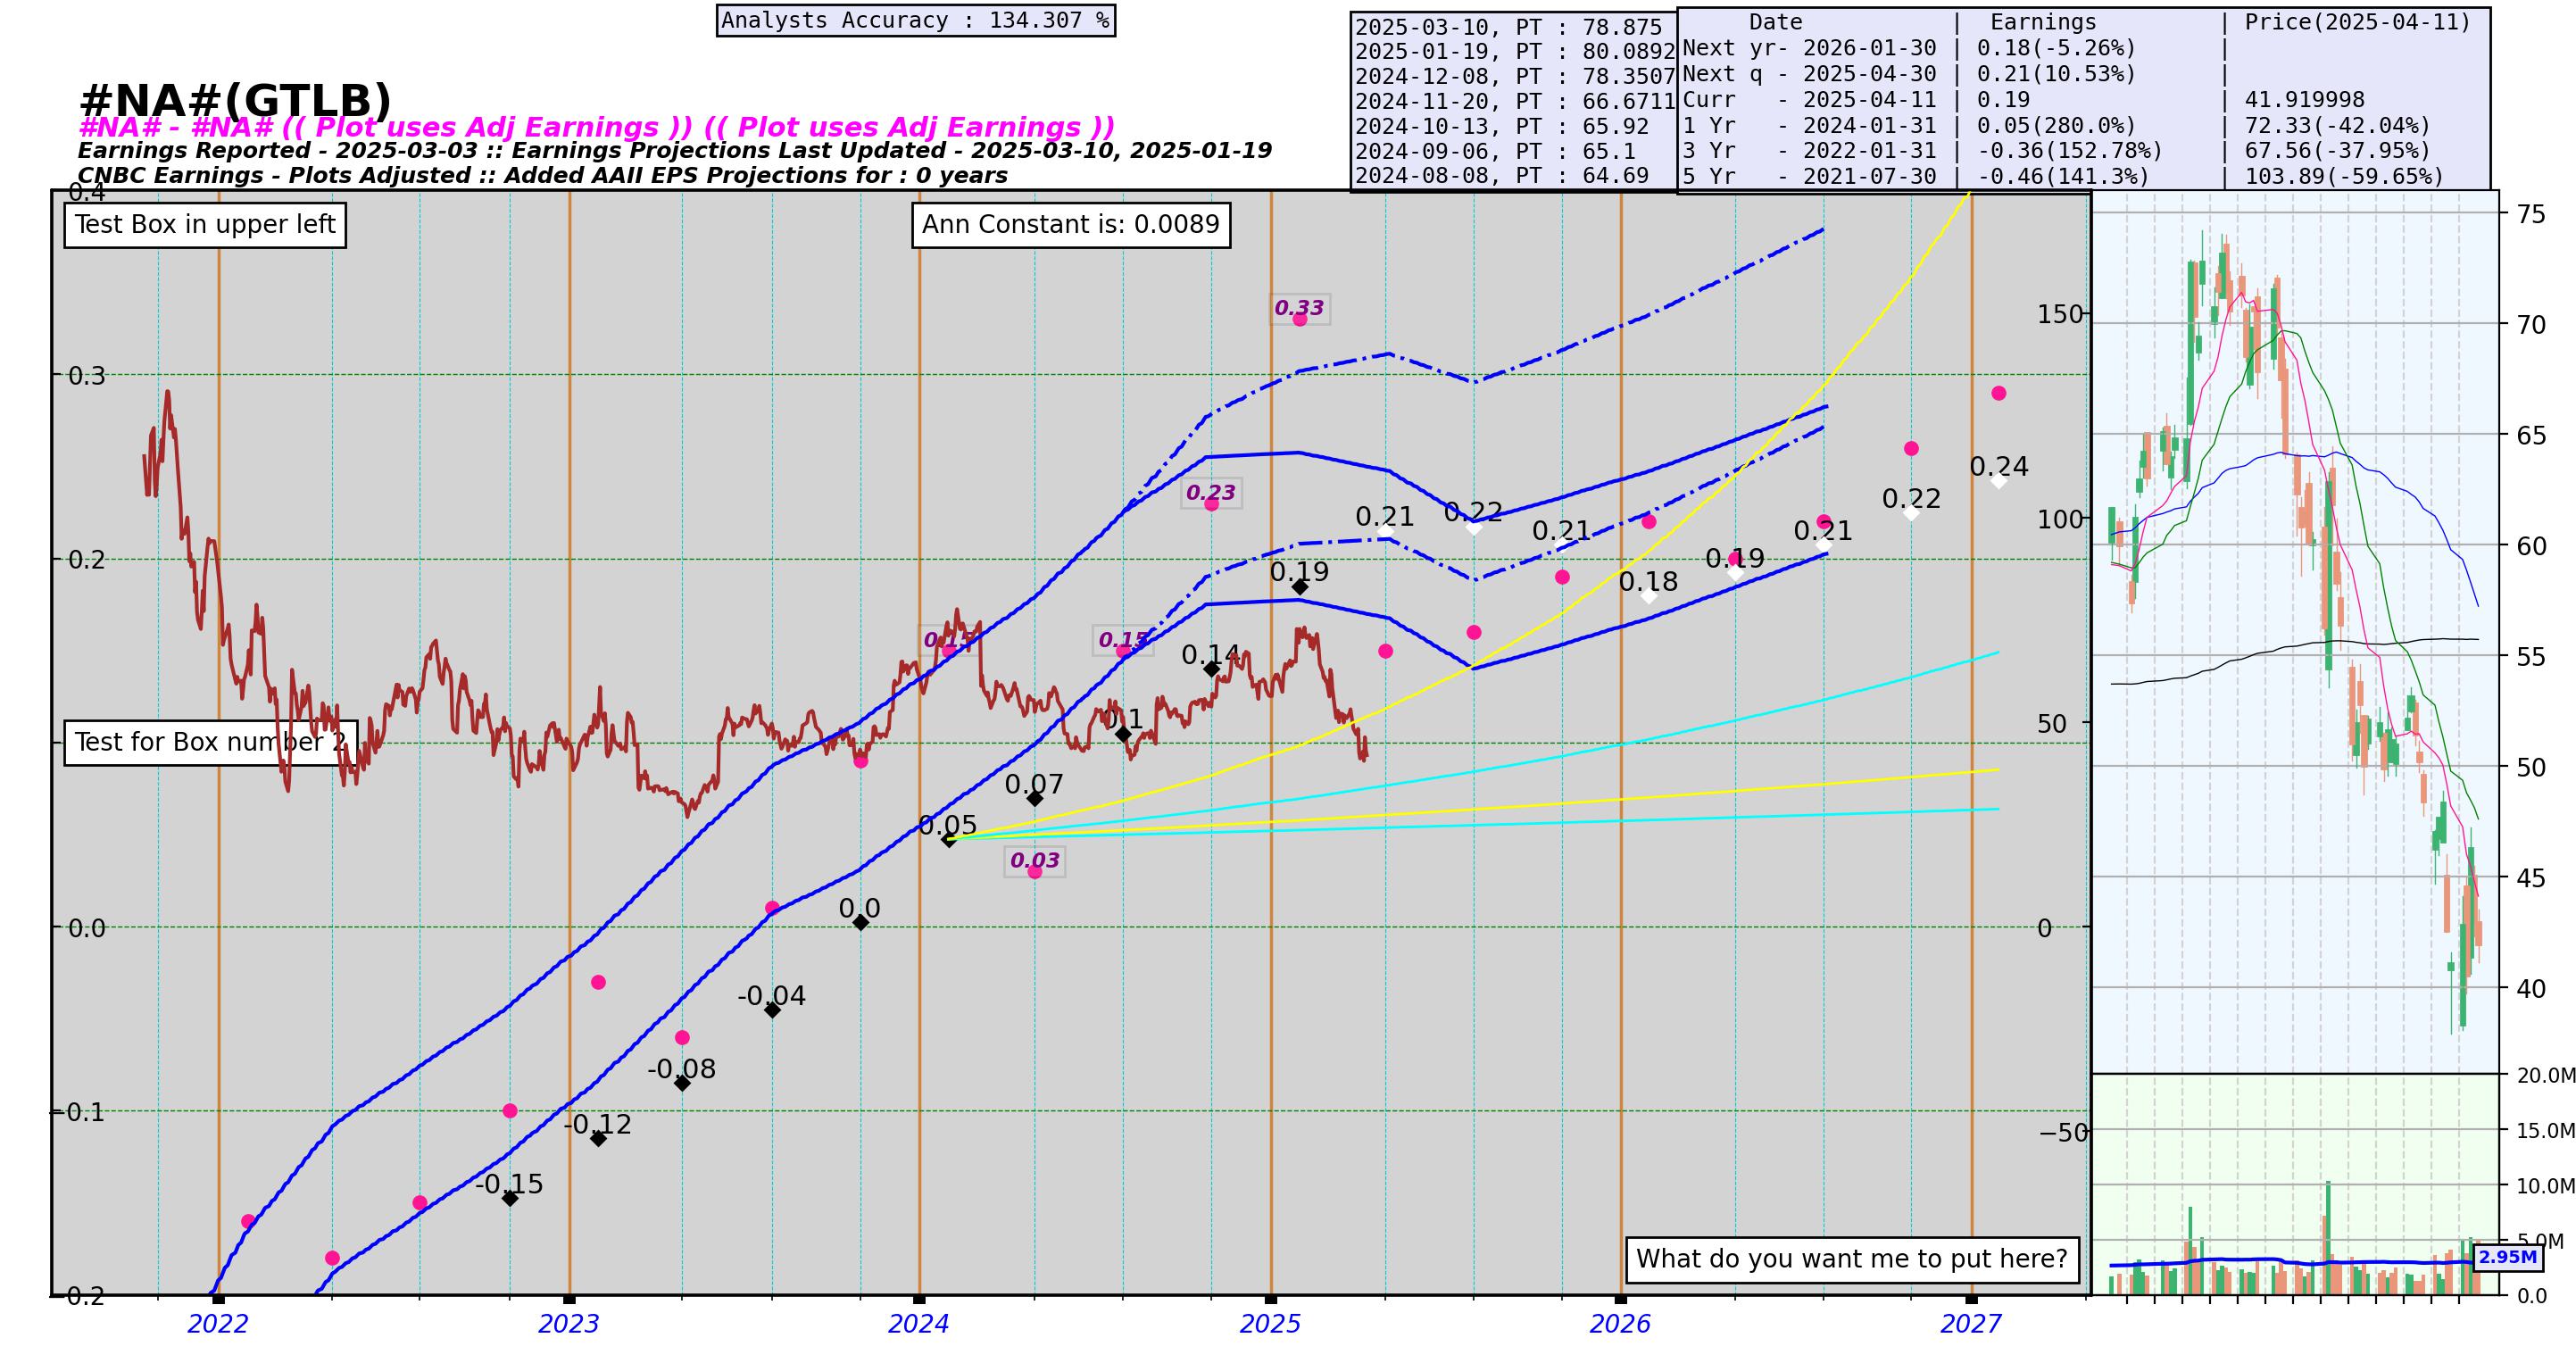 Analysts Accuracy : 134.307 %
2025-03-10, PT : 78.875
2025-01-19, PT : 80.0892
2024-12-08, PT : 78.3507
2024-11-20, PT : 66.6711
2024-10-13, PT : 65.92
2024-09-06, PT : 65.1
2024-08-08, PT : 64.69
Date | Earnings | Price(2025-04-11)
Next yr- 2026-01-30 | 0.18(-5.26%) |
Next q - 2025-04-30 | 0.21(10.53%) |
Curr - 2025-04-11 | 0.19 | 41.919998
1 Yr - 2024-01-31 | 0.05(280.0%) | 72.33(-42.04%)
3 Yr - 2022-01-31 | -0.36(152.78%) | 67.56(-37.95%)
5 Yr - 2021-07-30 | -0.46(141.3%) | 103.89(-59.65%)
#NA#(GTLB)
#NA# - #NA# (( Plot uses Adj Earnings )) (( Plot uses Adj Earnings ))
Earnings Reported - 2025-03-03 :: Earnings Projections Last Updated - 2025-03-10, 2025-01-19
CNBC Earnings - Plots Adjusted :: Added AAII EPS Projections for : 0 years
0.4
Test Box in upper left
Ann Constant is: 0.0089
75
0.33
150
70
0.3
65
0.24
0.23
0.21
0.22
0.21
0.19
0.21
0.22
100
60
0.2
0.19
0.18
0.15
0.15
0.14
55
0.1
50
Test for Box number 2
50
0.07
0.05
0.03
45
0.0
0.0
0
-0.04
40
-0.08
20.0M
−0.1
-0.12
−50
15.0M
-0.15
10.0M
5.0M
What do you want me to put here?
2.95M
−0.2
0.0
2022
2023
2024
2025
2026
2027